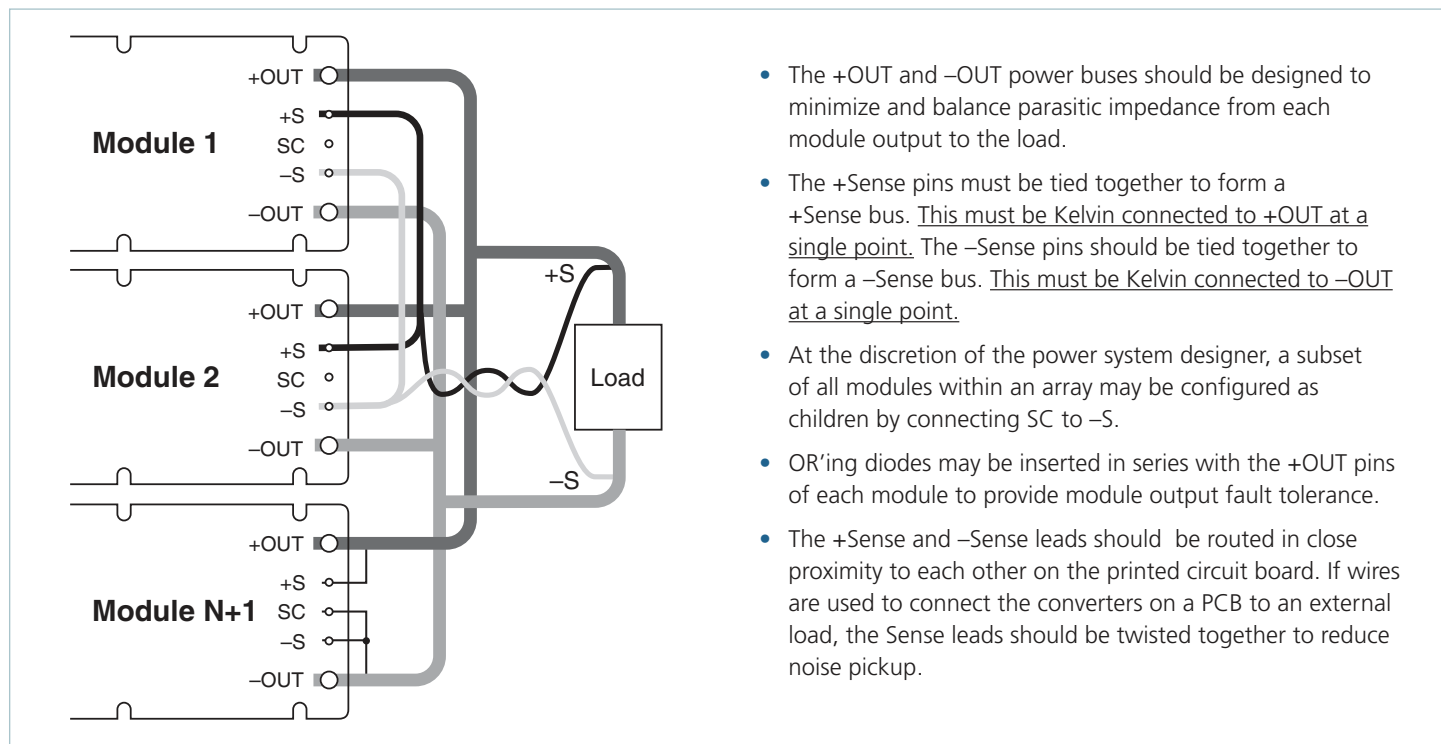 +OUT
+S
Module 1
SC
–S
–OUT
+OUT
+S
Module 2
SC
–S
–OUT
+OUT
+S
Module N+1
SC
–S
–OUT
+S
Load
–S
• The +OUT and –OUT power buses should be designed to
minimize and balance parasitic impedance from each
module output to the load.
• The +Sense pins must be tied together to form a
+Sense bus. This must be Kelvin connected to +OUT at a
single point. The –Sense pins should be tied together to
form a –Sense bus. This must be Kelvin connected to –OUT
at a single point.
• At the discretion of the power system designer, a subset
of all modules within an array may be configured as
children by connecting SC to –S.
• OR’ing diodes may be inserted in series with the +OUT pins
of each module to provide module output fault tolerance.
• The +Sense and –Sense leads should  be routed in close
proximity to each other on the printed circuit board. If wires
are used to connect the converters on a PCB to an external
load, the Sense leads should be twisted together to reduce
noise pickup.